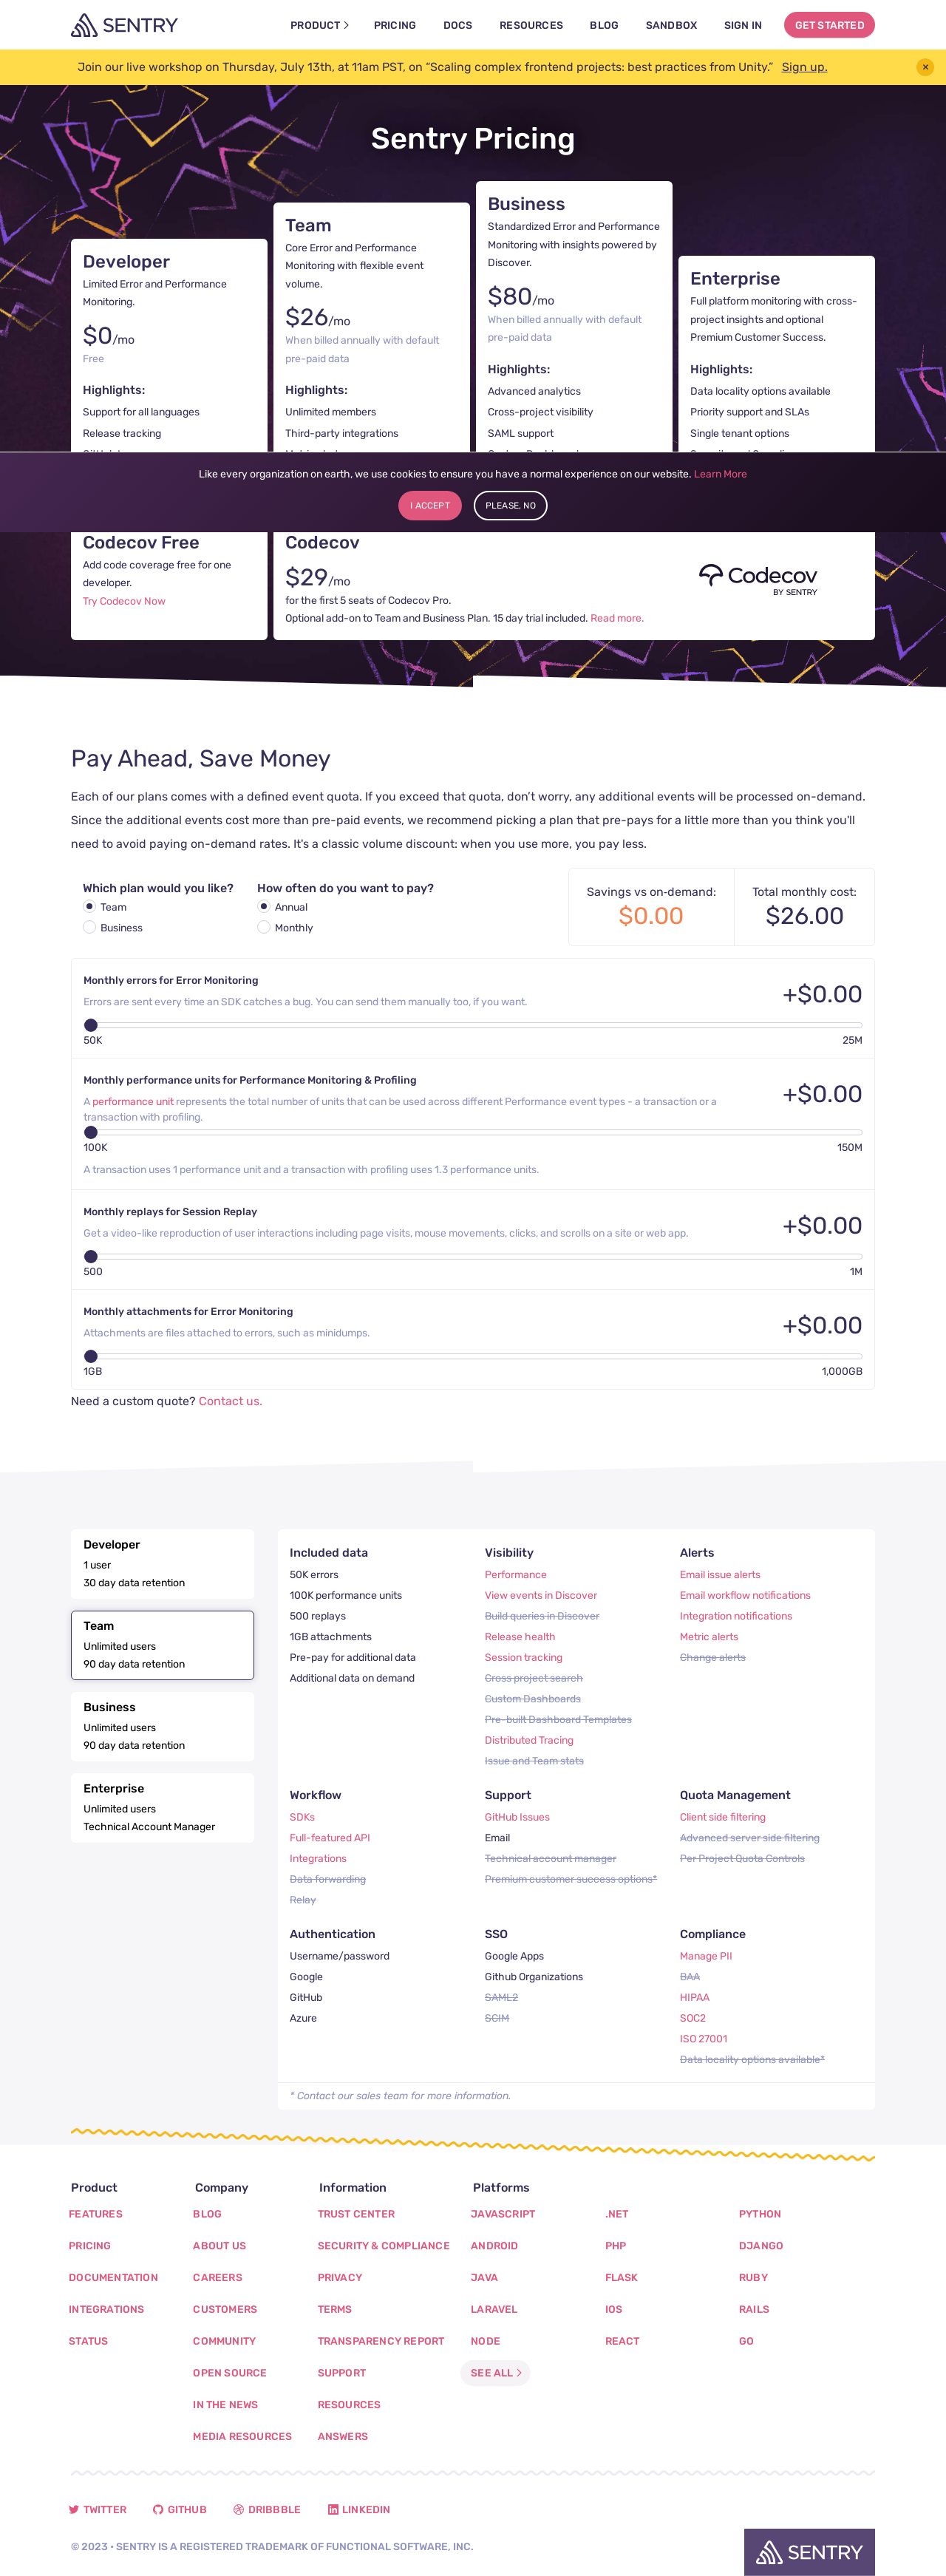 SENTRY
PRODUCT
PRICING
DOCS
RESOURCES
BLOG
SANDBOX
SIGN IN
GET STARTED
Join our live workshop on Thursday, July 13th, at 11am PST, on “Scaling complex frontend projects: best practices from Unity.” Sign up.
Sentry Pricing
Developer
Limited Error and Performance
Monitoring.
$0/mo
Free
Highlights:
Support for all languages
Release tracking
Team
Core Error and Performance
Monitoring with flexible event
volume.
$26/mo
When billed annually with default
pre-paid data
Highlights:
Unlimited members
Third-party integrations
Business
Standardized Error and Performance
Monitoring with insights powered by
Discover.
$80/mo
When billed annually with default
pre-paid data
Highlights:
Advanced analytics
Cross-project visibility
SAML support
Enterprise
Full platform monitoring with cross-
project insights and optional
Premium Customer Success.
Highlights:
Data locality options available
Priority support and SLAs
Single tenant options
Like every organization on earth, we use cookies to ensure you have a normal experience on our website. Learn More
I ACCEPT
PLEASE, NO
Codecov Free
Add code coverage free for one
developer.
Try Codecov Now
Codecov
$29/mo
for the first 5 seats of Codecov Pro.
Optional add-on to Team and Business Plan. 15 day trial included. Read more.
Codecov
BY SENTRY
Pay Ahead, Save Money
Each of our plans comes with a defined event quota. If you exceed that quota, don’t worry, any additional events will be processed on-demand.
Since the additional events cost more than pre-paid events, we recommend picking a plan that pre-pays for a little more than you think you'll
need to avoid paying on-demand rates. It's a classic volume discount: when you use more, you pay less.
Which plan would you like?
Team
Business
How often do you want to pay?
Annual
Monthly
Savings vs on-demand:
$0.00
Total monthly cost:
$26.00
Monthly errors for Error Monitoring
Errors are sent every time an SDK catches a bug. You can send them manually too, if you want.
+$0.00
50K
25M
Monthly performance units for Performance Monitoring & Profiling
A performance unit represents the total number of units that can be used across different Performance event types - a transaction or a
transaction with profiling.
+$0.00
100K
150M
A transaction uses 1 performance unit and a transaction with profiling uses 1.3 performance units.
Monthly replays for Session Replay
Get a video-like reproduction of user interactions including page visits, mouse movements, clicks, and scrolls on a site or web app.
+$0.00
500
1M
Monthly attachments for Error Monitoring
Attachments are files attached to errors, such as minidumps.
+$0.00
1GB
1,000GB
Need a custom quote? Contact us.
Developer
1 user
30 day data retention
Team
Unlimited users
90 day data retention
Business
Unlimited users
90 day data retention
Enterprise
Unlimited users
Technical Account Manager
Included data
50K errors
100K performance units
500 replays
1GB attachments
Pre-pay for additional data
Additional data on demand
Visibility
Performance
View events in Discover
Build queries in Discover
Release health
Session tracking
Cross project search
Custom Dashboards
Pre-built Dashboard Templates
Distributed Tracing
Issue and Team stats
Alerts
Email issue alerts
Email workflow notifications
Integration notifications
Metric alerts
Change alerts
Workflow
SDKs
Full-featured API
Integrations
Data forwarding
Relay
Support
GitHub Issues
Email
Technical account manager
Premium customer success options*
Quota Management
Client side filtering
Advanced server side filtering
Per Project Quota Controls
Authentication
Username/password
Google
GitHub
Azure
SSO
Google Apps
Github Organizations
SAML2
SCIM
Compliance
Manage PII
BAA
HIPAA
SOC2
ISO 27001
Data locality options available*
* Contact our sales team for more information.
Product
FEATURES
PRICING
DOCUMENTATION
INTEGRATIONS
STATUS
Company
BLOG
ABOUT US
CAREERS
CUSTOMERS
COMMUNITY
OPEN SOURCE
IN THE NEWS
MEDIA RESOURCES
Information
TRUST CENTER
SECURITY & COMPLIANCE
PRIVACY
TERMS
TRANSPARENCY REPORT
SUPPORT
RESOURCES
ANSWERS
Platforms
JAVASCRIPT
ANDROID
JAVA
LARAVEL
NODE
SEE ALL
.NET
PHP
FLASK
IOS
REACT
PYTHON
DJANGO
RUBY
RAILS
GO
TWITTER
GITHUB
DRIBBBLE
LINKEDIN
© 2023 • SENTRY IS A REGISTERED TRADEMARK OF FUNCTIONAL SOFTWARE, INC.
SENTRY